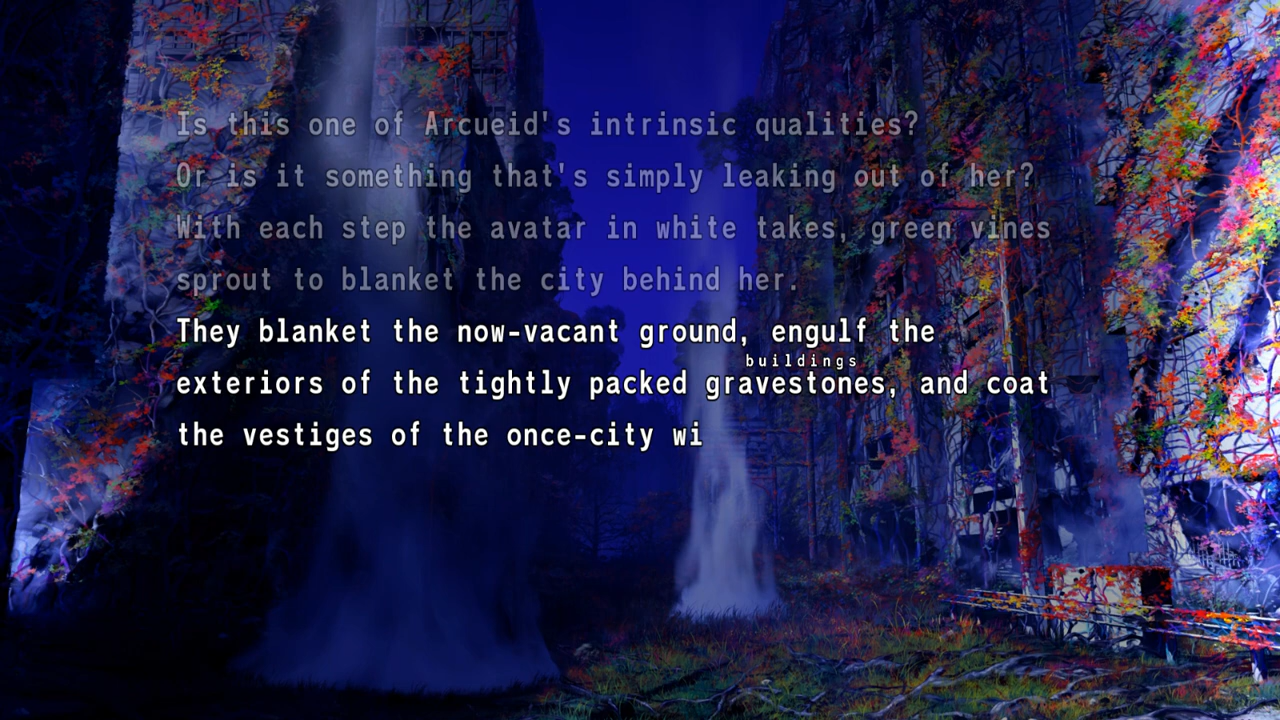 Is this one of Arcueid's intrinsic qualities?
Or is it something that's simply leaking out of her?
With each step the avatar in white takes, green vines
sprout to blanket the city behind her.
They blanket the now-vacant ground, engulf the
buildings
exteriors of the tightly packed gravestones, and coat
the vestiges of the once-city wi